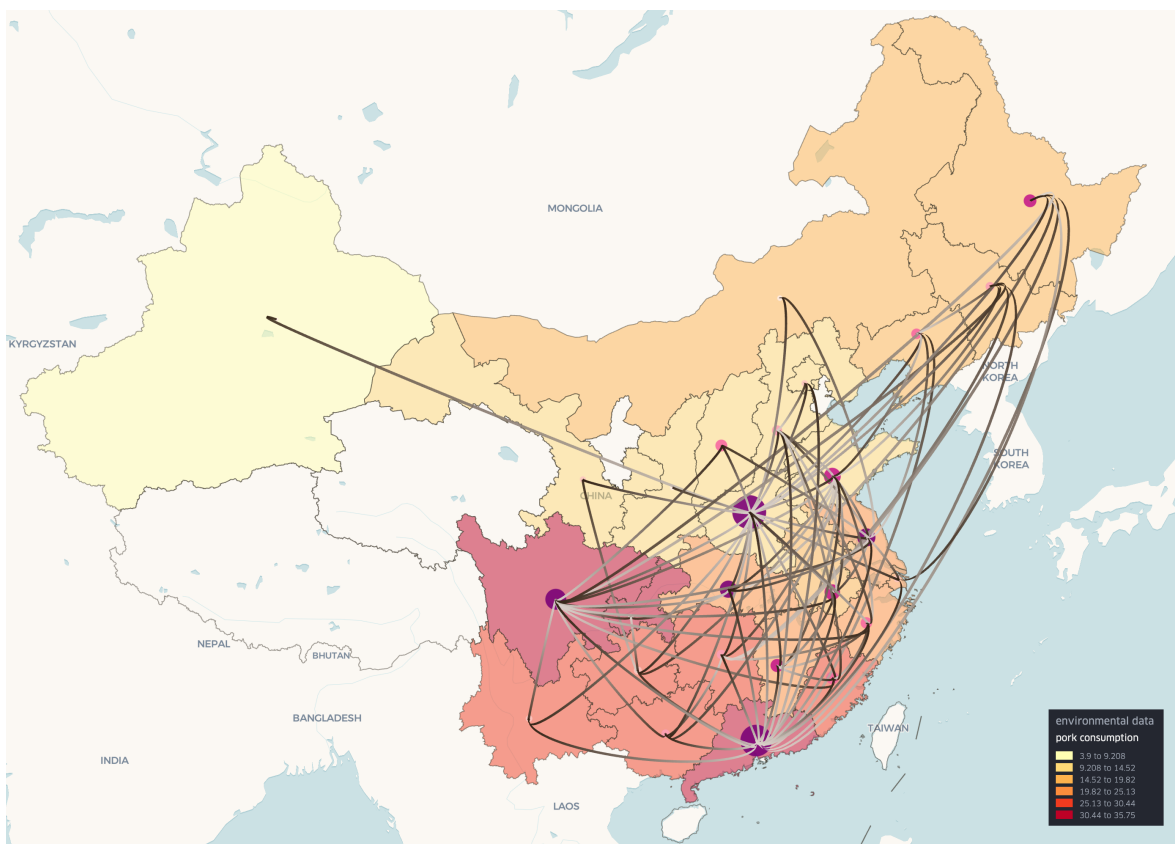 MONGOLIA
KYRGYZSTAN
NORTH
KOREA
SOUTH
KOREA
CHINA
NEPAL
BHUTAN
BANGLADESH
INDIA
TAIWAN
LAOS
environmental data
pork consumption
3.9 to 9.208
9.208 to 14.52
14.52 to 19.82
19.82 to 25.13
25.13 to 30.44
30.44 to 35.75